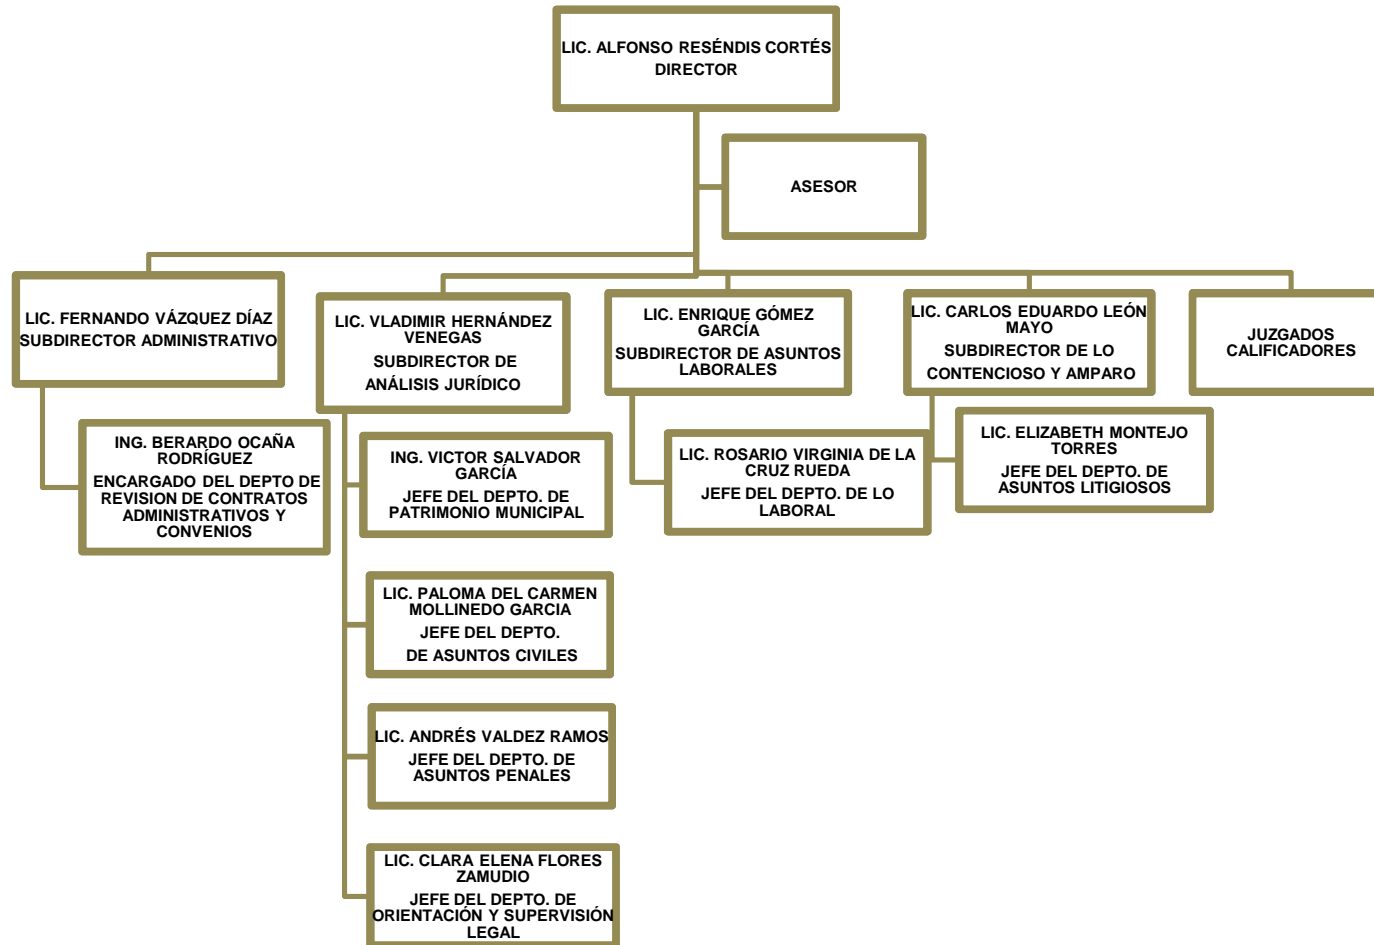 LIC. ALFONSO RESÉNDIS CORTÉS
DIRECTOR
ASESOR
LIC. FERNANDO VÁZQUEZ DÍAZ
SUBDIRECTOR ADMINISTRATIVO
LIC. VLADIMIR HERNÁNDEZ
VENEGAS
SUBDIRECTOR DE
ANÁLISIS JURÍDICO
LIC. ENRIQUE GÓMEZ
GARCÍA
SUBDIRECTOR DE ASUNTOS
LABORALES
LIC. CARLOS EDUARDO LEÓN
MAYO
SUBDIRECTOR DE LO
CONTENCIOSO Y AMPARO
JUZGADOS
CALIFICADORES
ING. BERARDO OCAÑA
RODRÍGUEZ
ENCARGADO DEL DEPTO DE
REVISION DE CONTRATOS
ADMINISTRATIVOS Y
CONVENIOS
ING. VICTOR SALVADOR
GARCÍA
JEFE DEL DEPTO. DE
PATRIMONIO MUNICIPAL
LIC. ROSARIO VIRGINIA DE LA
CRUZ RUEDA
JEFE DEL DEPTO. DE LO
LABORAL
LIC. ELIZABETH MONTEJO
TORRES
JEFE DEL DEPTO. DE
ASUNTOS LITIGIOSOS
LIC. PALOMA DEL CARMEN
MOLLINEDO GARCIA
JEFE DEL DEPTO.
DE ASUNTOS CIVILES
LIC. ANDRÉS VALDEZ RAMOS
JEFE DEL DEPTO. DE
ASUNTOS PENALES
LIC. CLARA ELENA FLORES
ZAMUDIO
JEFE DEL DEPTO. DE
ORIENTACIÓN Y SUPERVISIÓN
LEGAL